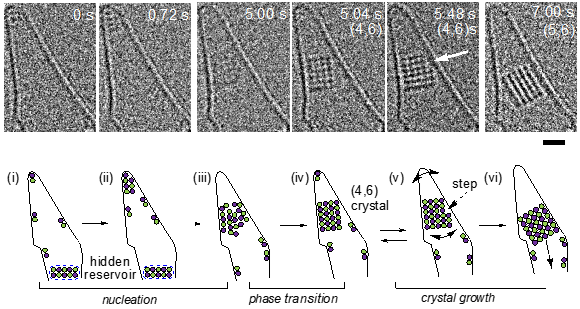 0 s
0.72 s
5.00 s
5.04 s
(4,6)
5.48 s
(4,6)s
7.00 s
(5,6)
(i)
(ii)
(iii)
(iv)
(v)
(vi)
(4,6)
crystal
step
hidden
reservoir
nucleation
phase transition
crystal growth